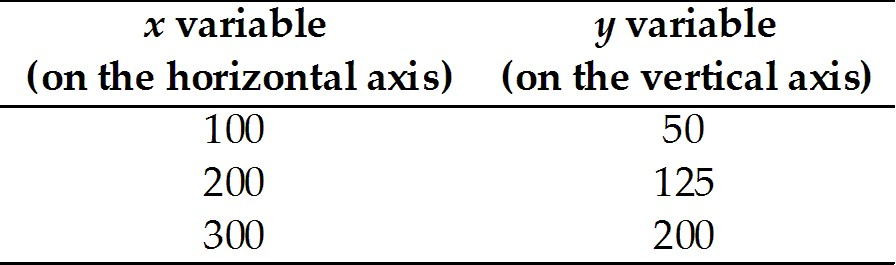 x variable y variable
(on the horizontal axis) (on the vertical axis)
100 50
200 125
300 200